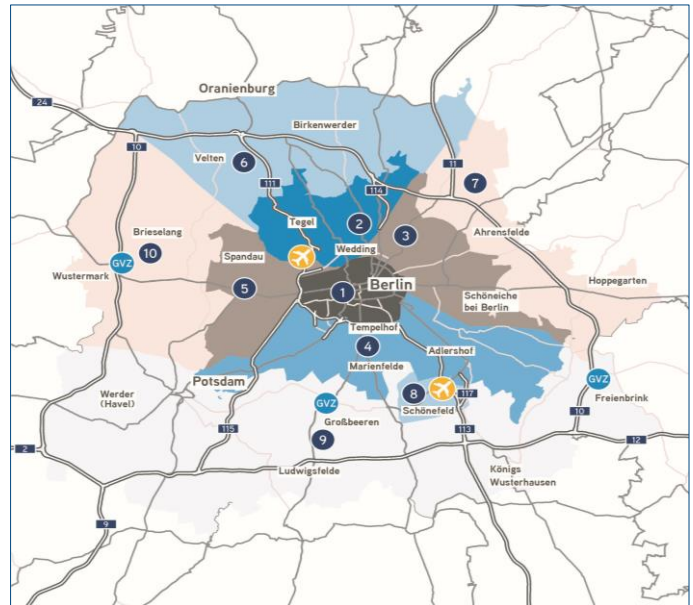 Oranienburg
24
Birkenwerder
10
Velten
6
111
11
7
114
Tegel
2
3
Ahrensfelde
Brieselang
Wedding
GVZ
10
Spandau
Wustermark
Hoppegarten
5
1
Berlin
Schöneiche
bei Berlin
Tempelhof
4
Adlershof
Marienfelde
Potsdam
8
117
GVZ
Werder
(Havel)
GVZ
Schönefeld
Freienbrink
Großbeeren
10
115
9
113
12
2
Ludwigsfelde
Königs
Wusterhausen
9